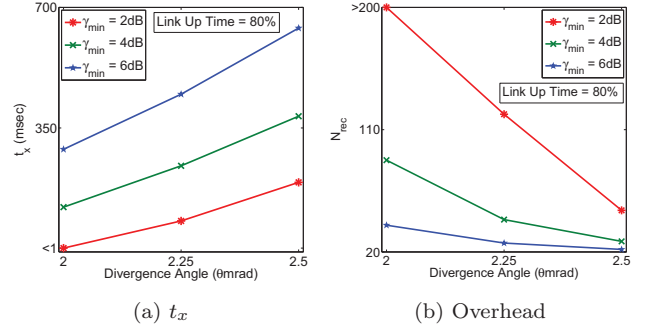 700
γmin = 2dB
γmin = 4dB
γmin = 6dB
Link Up Time = 80%
350
tx (msec)
<1
2
2.25
2.5
Divergence Angle (θmrad)
(a) tx
>200
γmin = 2dB
γmin = 4dB
γmin = 6dB
Link Up Time = 80%
110
Nrec
20
2
2.25
2.5
Divergence Angle (θmrad)
(b) Overhead